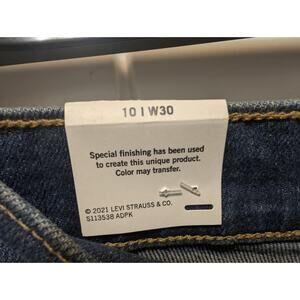 10 | W30
Special finishing has been used
to create this unique product.
Color may transfer.
© 2021 LEVI STRAUSS & CO.
S113538 ADPK